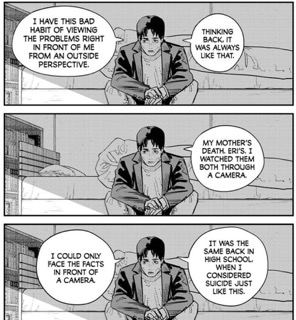 I HAVE THIS BAD
HABIT OF VIEWING
THE PROBLEMS RIGHT
IN FRONT OF ME
FROM AN OUTSIDE
PERSPECTIVE.
THINKING
BACK, IT
WAS ALWAYS
LIKE THAT.
MY MOTHER'S
DEATH. ERI'S. I
WATCHED THEM
BOTH THROUGH
A CAMERA.
I COULD ONLY
FACE THE FACTS
IN FRONT OF
A CAMERA.
IT WAS THE
SAME BACK IN
HIGH SCHOOL.
WHEN I
CONSIDERED
SUICIDE JUST
LIKE THIS.